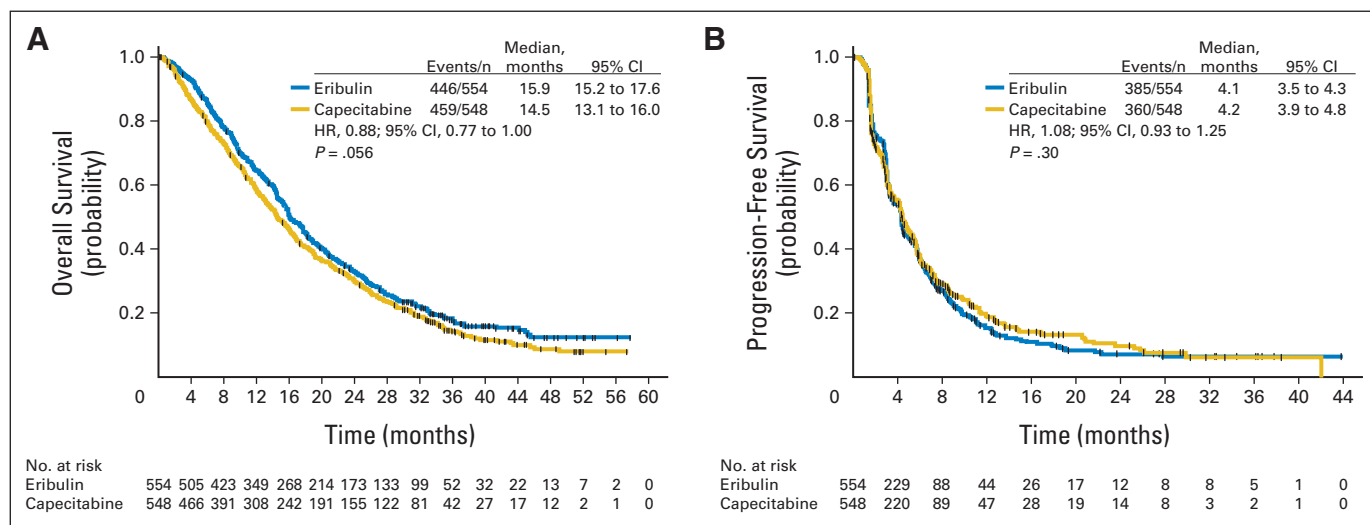 A
Overall Survival
(probability)
1.0
0.8
0.6
0.4
0.2
0 4 8 12 16 20 24 28 32 36 40 44 48 52 56 60
Time (months)
Median,
Events/n months 95% CI
Eribulin 446/554 15.9 15.2 to 17.6
Capecitabine 459/548 14.5 13.1 to 16.0
HR, 0.88; 95% CI, 0.77 to 1.00
P = .056
No. at risk
Eribulin 554 505 423 349 268 214 173 133 99 52 32 22 13 7 2 0
Capecitabine 548 466 391 308 242 191 155 122 81 42 27 17 12 2 1 0
B
Progression-Free Survival
(probability)
1.0
0.8
0.6
0.4
0.2
0 4 8 12 16 20 24 28 32 36 40 44
Time (months)
Median,
Events/n months 95% CI
Eribulin 385/554 4.1 3.5 to 4.3
Capecitabine 360/548 4.2 3.9 to 4.8
HR, 1.08; 95% CI, 0.93 to 1.25
P = .30
No. at risk
Eribulin 554 229 88 44 26 17 12 8 8 5 1 0
Capecitabine 548 220 89 47 28 19 14 8 3 2 1 0